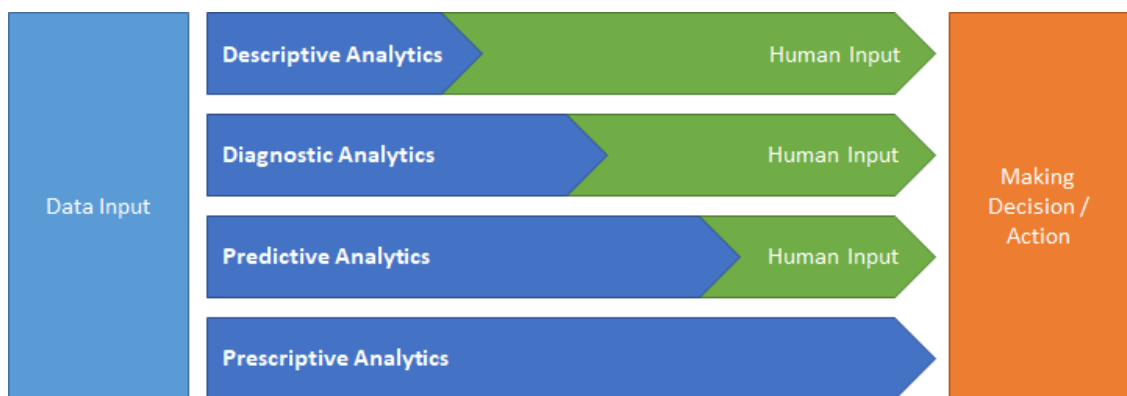 Data Input
Descriptive Analytics
Human Input
Diagnostic Analytics
Human Input
Predictive Analytics
Human Input
Prescriptive Analytics
Making
Decision /
Action